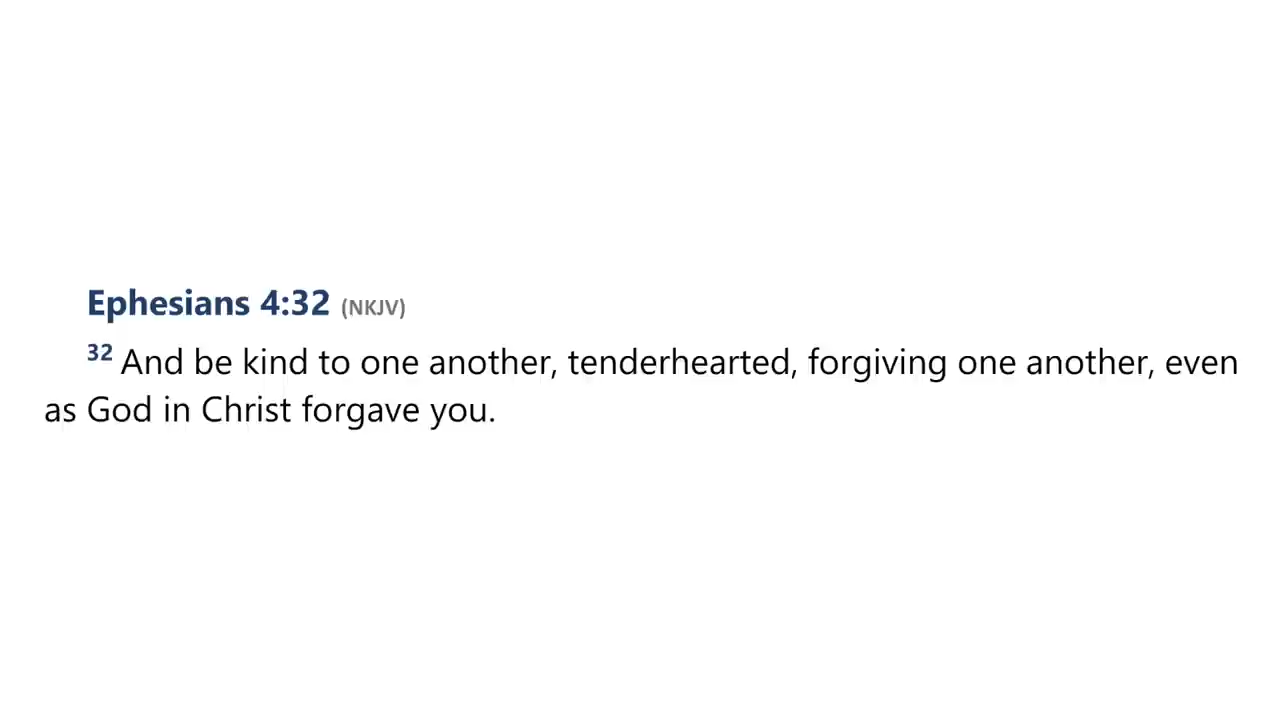 Ephesians 4:32 (NKJV)
32 And be kind to one another, tenderhearted, forgiving one another, even
as God in Christ forgave you.